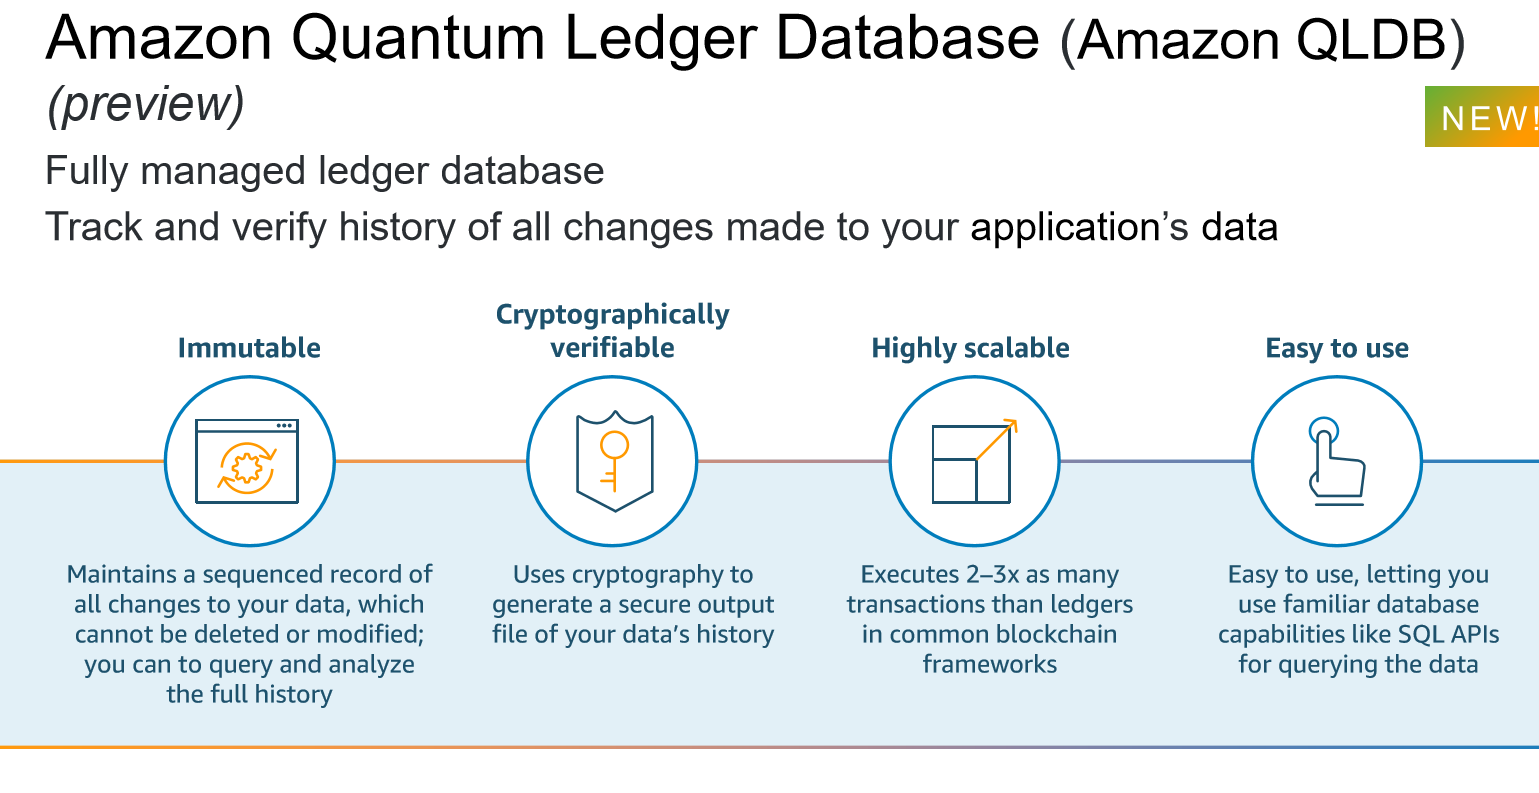 Amazon Quantum Ledger Database (Amazon QLDB)
(preview)
NEW!
Fully managed ledger database
Track and verify history of all changes made to your application’s data
Immutable
Maintains a sequenced record of
all changes to your data, which
cannot be deleted or modified;
you can to query and analyze
the full history
Cryptographically
verifiable
Uses cryptography to
generate a secure output
file of your data’s history
Highly scalable
Executes 2–3x as many
transactions than ledgers
in common blockchain
frameworks
Easy to use
Easy to use, letting you
use familiar database
capabilities like SQL APIs
for querying the data